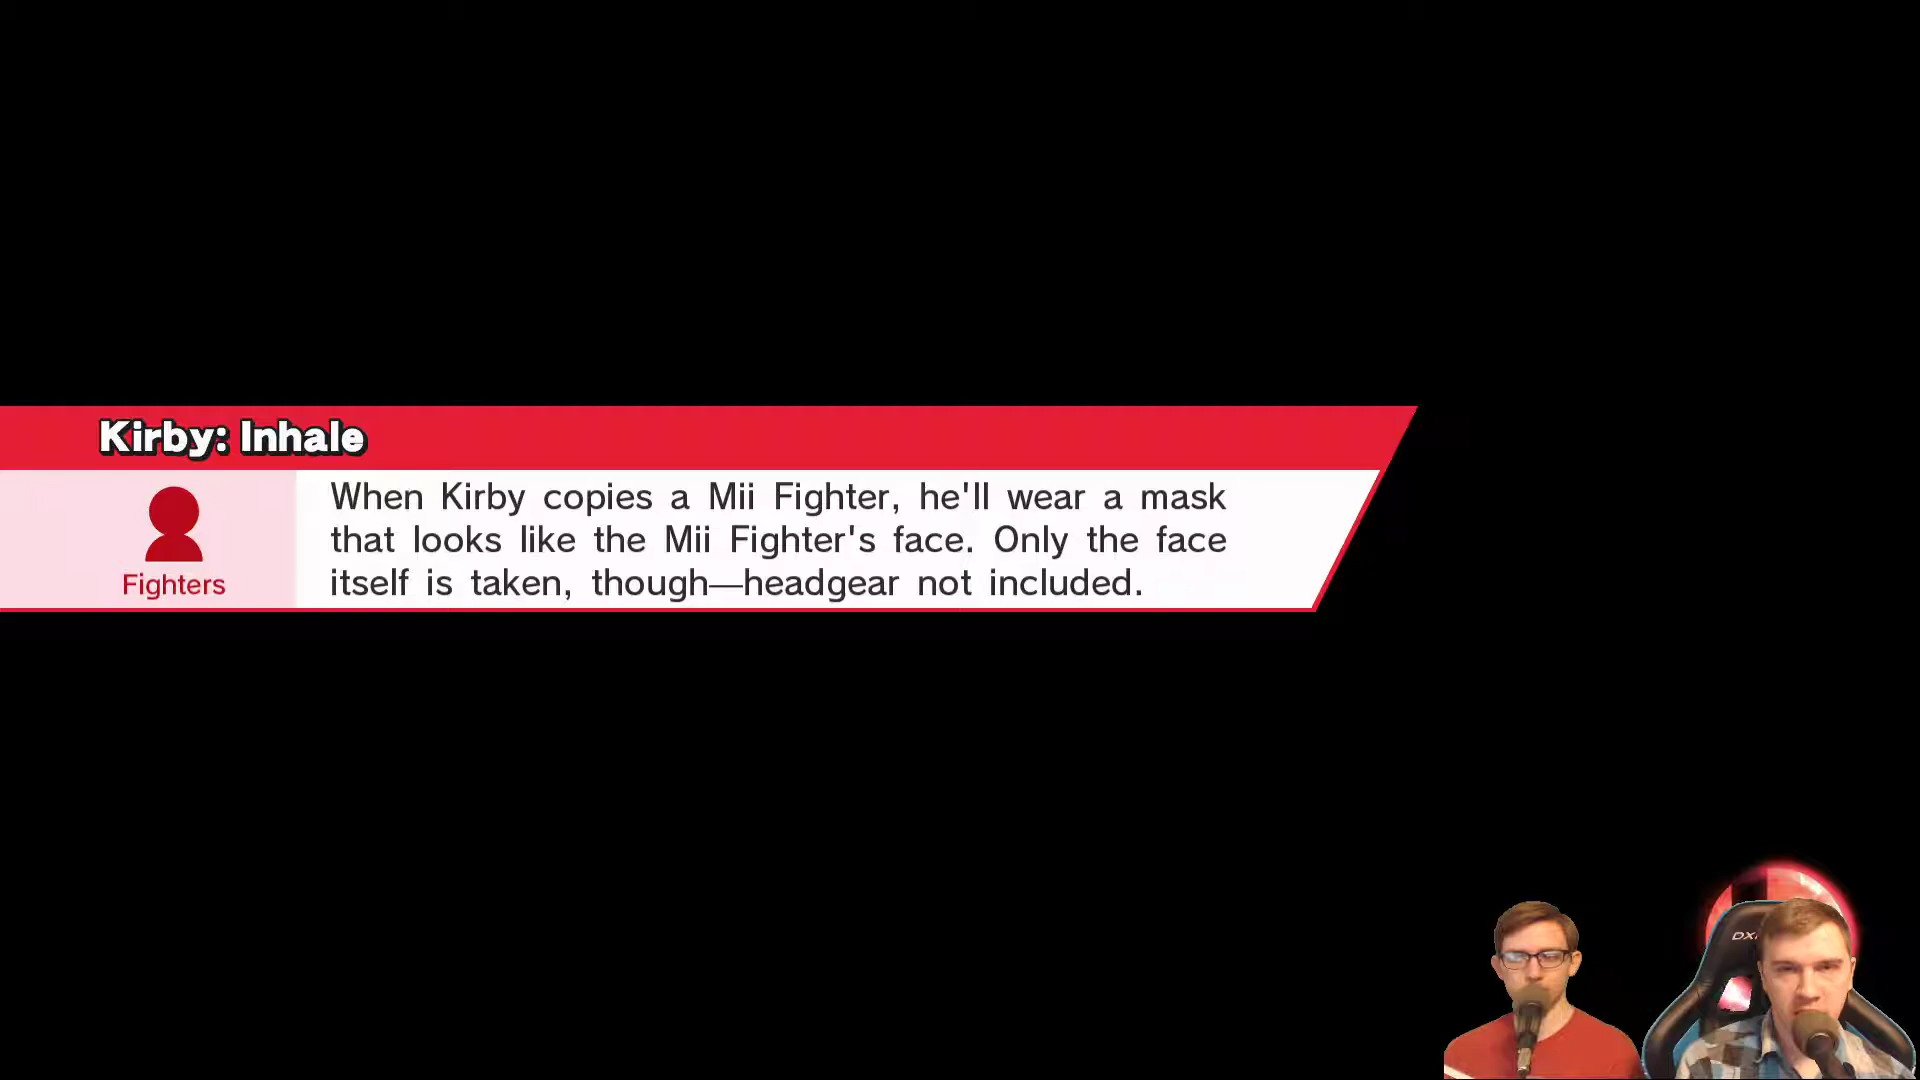 Kirby: Inhale
When Kirby copies a Mii Fighter, he'll wear a mask
that looks like the Mii Fighter's face. Only the face
itself is taken, though—headgear not included.
Fighters